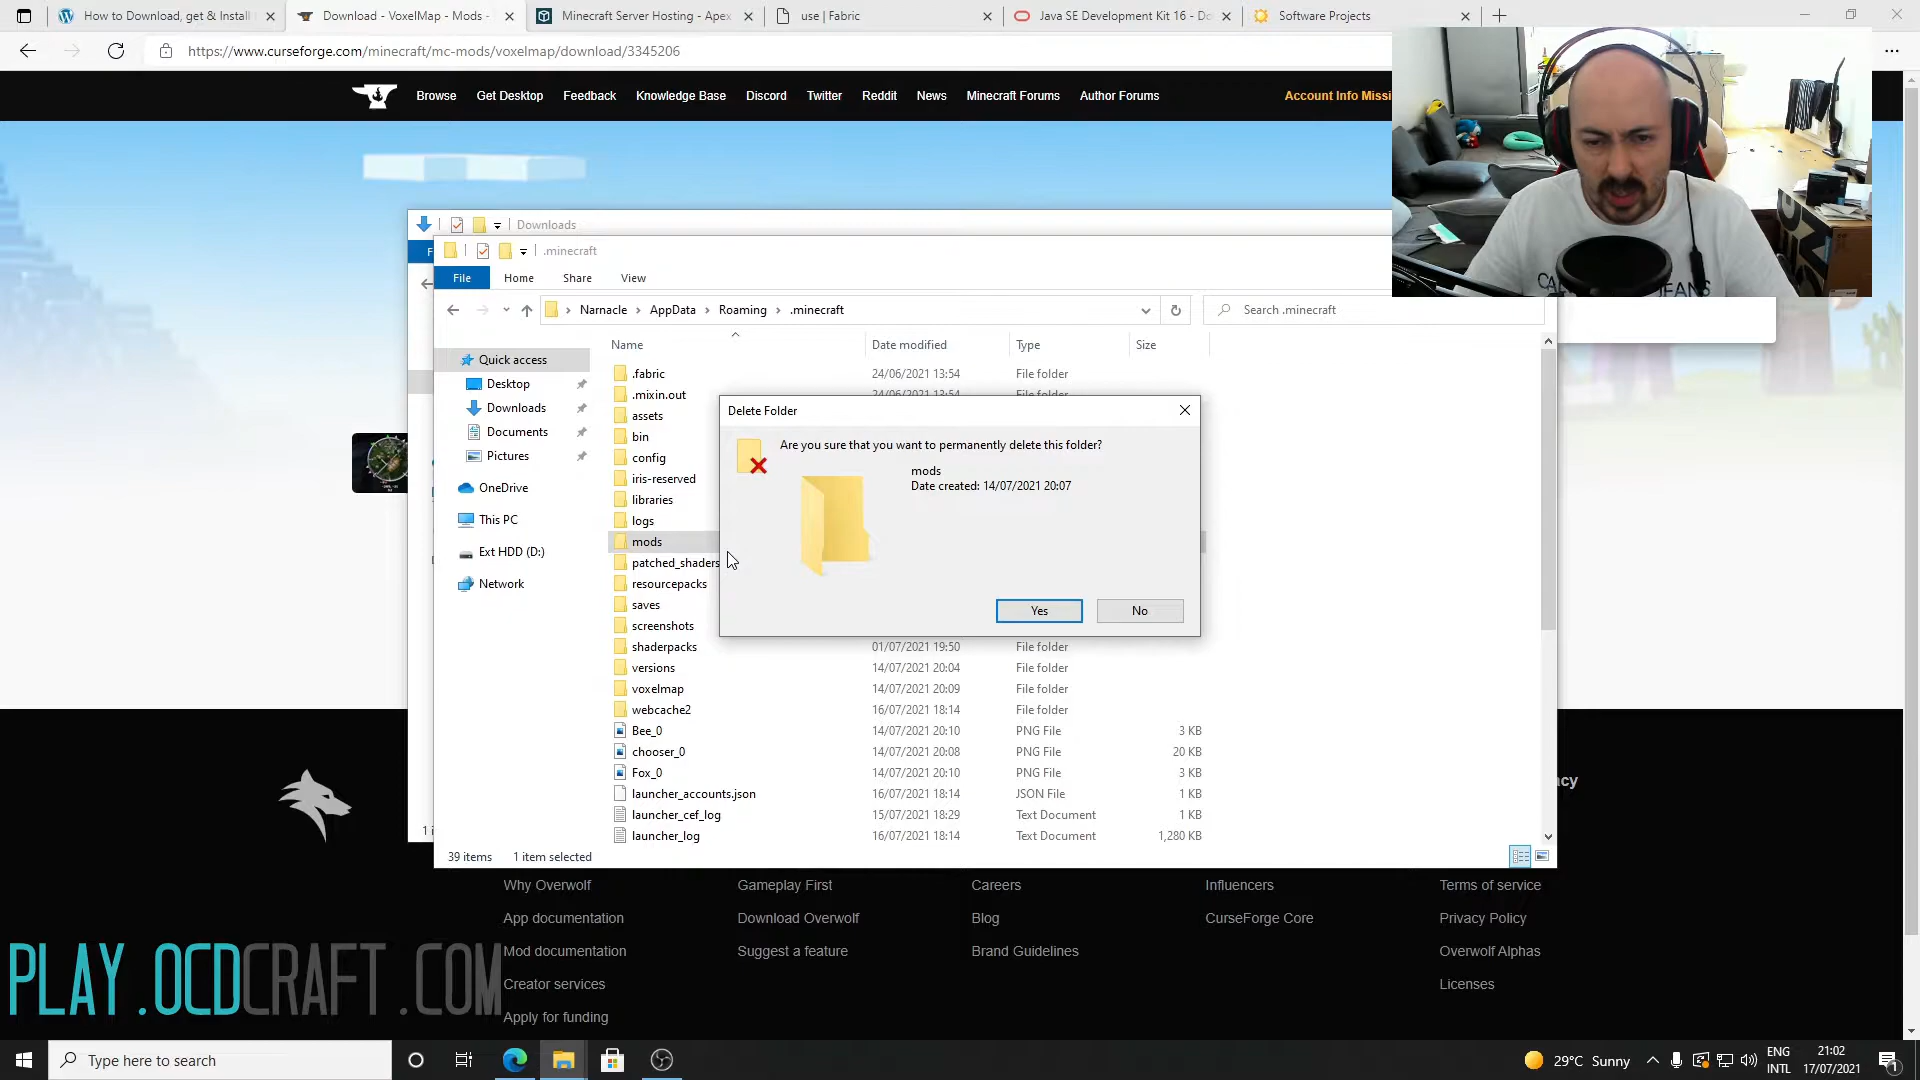 How to Download, get & Install
Download - VoxelMap - Mods -
Minecraft Server Hosting - Apex
use | Fabric
Java SE Development Kit 16 - Do
Software Projects
https://www.curseforge.com/minecraft/mc-mods/voxelmap/download/3345206
Browse
Get Desktop
Feedback
Knowledge Base
Discord
Twitter
Reddit
News
Minecraft Forums
Author Forums
Account Info Missi
Downloads
.minecraft
File
Home
Share
View
Narnacle
AppData
Roaming
.minecraft
Search .minecraft
Name
Date modified
Type
Size
Quick access
Desktop
Downloads
Documents
Pictures
OneDrive
This PC
Ext HDD (D:)
Network
.fabric 24/06/2021 13:54 File folder
.mixin.out 24/06/2021 13:54 File folder
assets
bin
config
iris-reserved
libraries
logs
mods
patched_shaders
resourcepacks
saves
screenshots
shaderpacks 01/07/2021 19:50 File folder
versions 14/07/2021 20:04 File folder
voxelmap 14/07/2021 20:09 File folder
webcache2 16/07/2021 18:14 File folder
Bee_0 14/07/2021 20:10 PNG File 3 KB
chooser_0 14/07/2021 20:08 PNG File 20 KB
Fox_0 14/07/2021 20:10 PNG File 3 KB
launcher_accounts.json 16/07/2021 18:14 JSON File 1 KB
launcher_cef_log 15/07/2021 18:29 Text Document 1 KB
launcher_log 16/07/2021 18:14 Text Document 1,280 KB
39 items
1 item selected
Delete Folder
Are you sure that you want to permanently delete this folder?
mods
Date created: 14/07/2021 20:07
Yes
No
1 i
acy
Why Overwolf
App documentation
Mod documentation
Creator services
Apply for funding
Gameplay First
Download Overwolf
Suggest a feature
Careers
Blog
Brand Guidelines
Influencers
CurseForge Core
Terms of service
Privacy Policy
Overwolf Alphas
Licenses
PLAY.OCDCRAFT.COM
Type here to search
29°C Sunny
ENG
INTL
21:02
17/07/2021
1